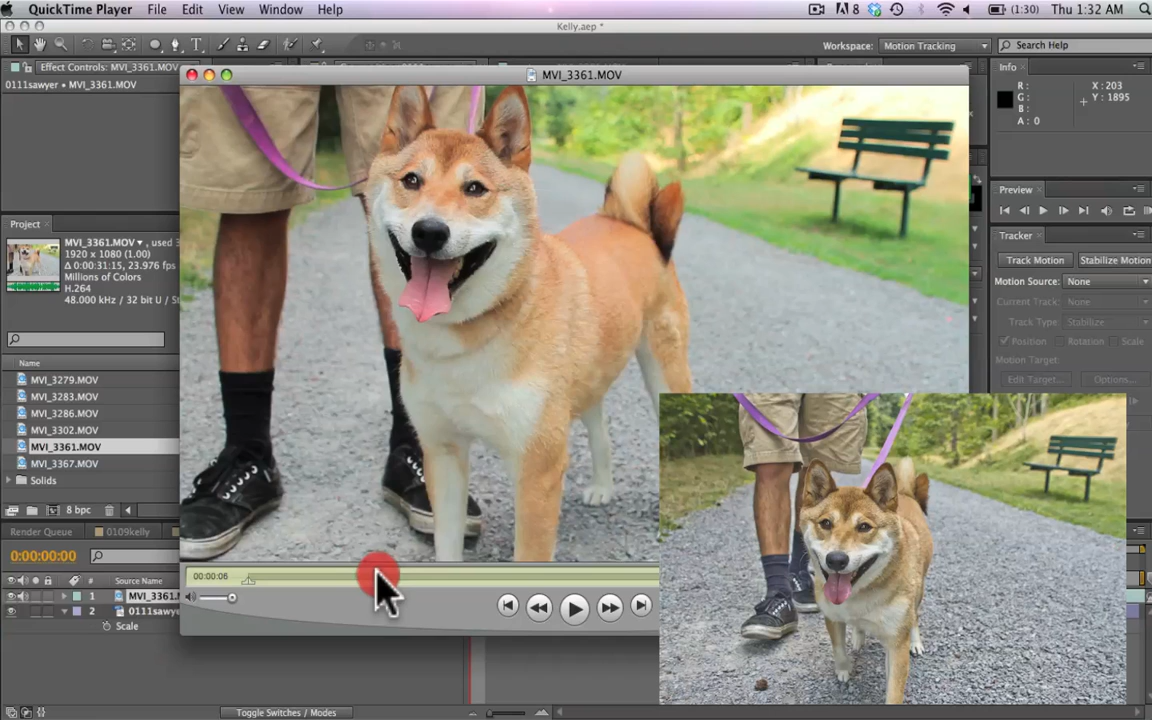 QuickTime Player File Edit View Window Help 8 (1:30) Thu 1:32 AM
Kelly.aep *
Workspace: Motion Tracking Search Help
Effect Controls: MVI_3361.MOV
0111sawyer • MVI_3361.MOV
MVI_3361.MOV
Info
R :
G :
B :
A : 0
X : 203
Y : 1895
Project
MVI_3361.MOV
1920 x 1080 (1.00)
Δ 0:00:31:15, 23.976 fps
Millions of Colors
H.264
48.000 kHz / 32 bit U /
Preview
Tracker
Track Motion Stabilize Motion
Motion Source: None
Current Track: None
Track Type: Stabilize
Position Rotation Scale
Motion Target:
Edit Target... Options...
Name
MVI_3279.MOV
MVI_3283.MOV
MVI_3286.MOV
MVI_3302.MOV
MVI_3361.MOV
MVI_3367.MOV
Solids
8 bpc
Render Queue 0109kelly
0:00:00:00
# Source Name
1 MVI_3361.
2 0111sawye
Scale
00:00:06
Toggle Switches / Modes